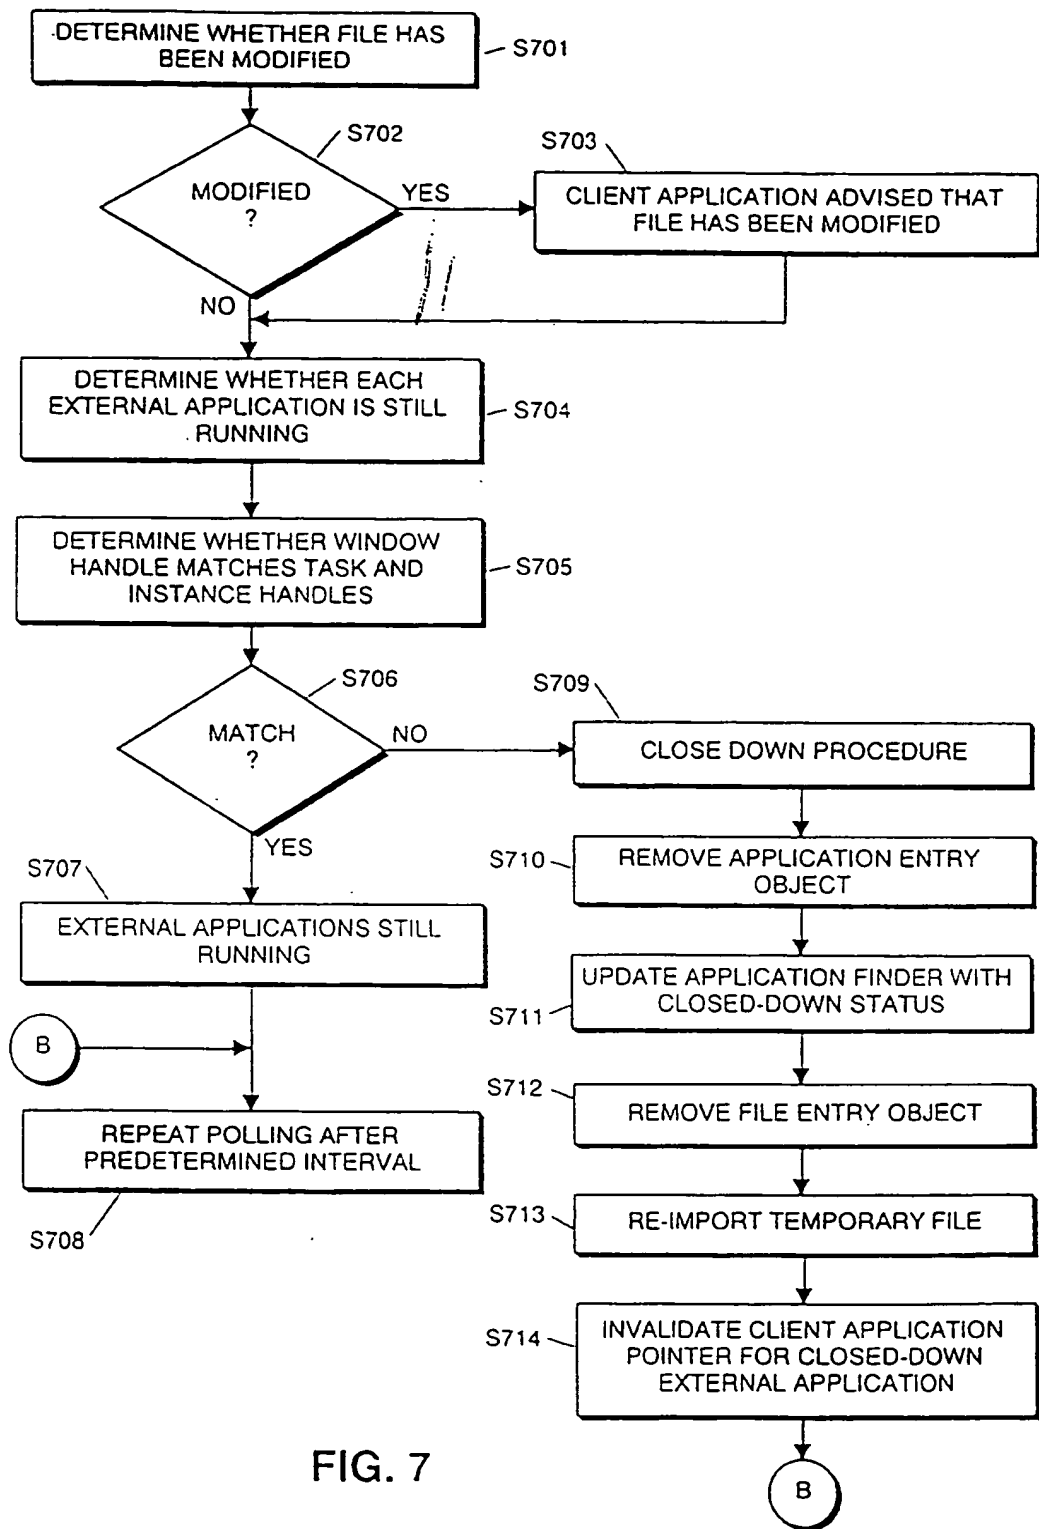 DETERMINE WHETHER FILE HAS
BEEN MODIFIED
S701
S702
MODIFIED
?
YES
NO
S703
CLIENT APPLICATION ADVISED THAT
FILE HAS BEEN MODIFIED
DETERMINE WHETHER EACH
EXTERNAL APPLICATION IS STILL
RUNNING
S704
DETERMINE WHETHER WINDOW
HANDLE MATCHES TASK AND
INSTANCE HANDLES
S705
S706
MATCH
?
NO
YES
S707
EXTERNAL APPLICATIONS STILL
RUNNING
B
REPEAT POLLING AFTER
PREDETERMINED INTERVAL
S708
S709
CLOSE DOWN PROCEDURE
S710
REMOVE APPLICATION ENTRY
OBJECT
UPDATE APPLICATION FINDER WITH
CLOSED-DOWN STATUS
S711
S712
REMOVE FILE ENTRY OBJECT
S713
RE-IMPORT TEMPORARY FILE
S714
INVALIDATE CLIENT APPLICATION
POINTER FOR CLOSED-DOWN
EXTERNAL APPLICATION
B
FIG. 7